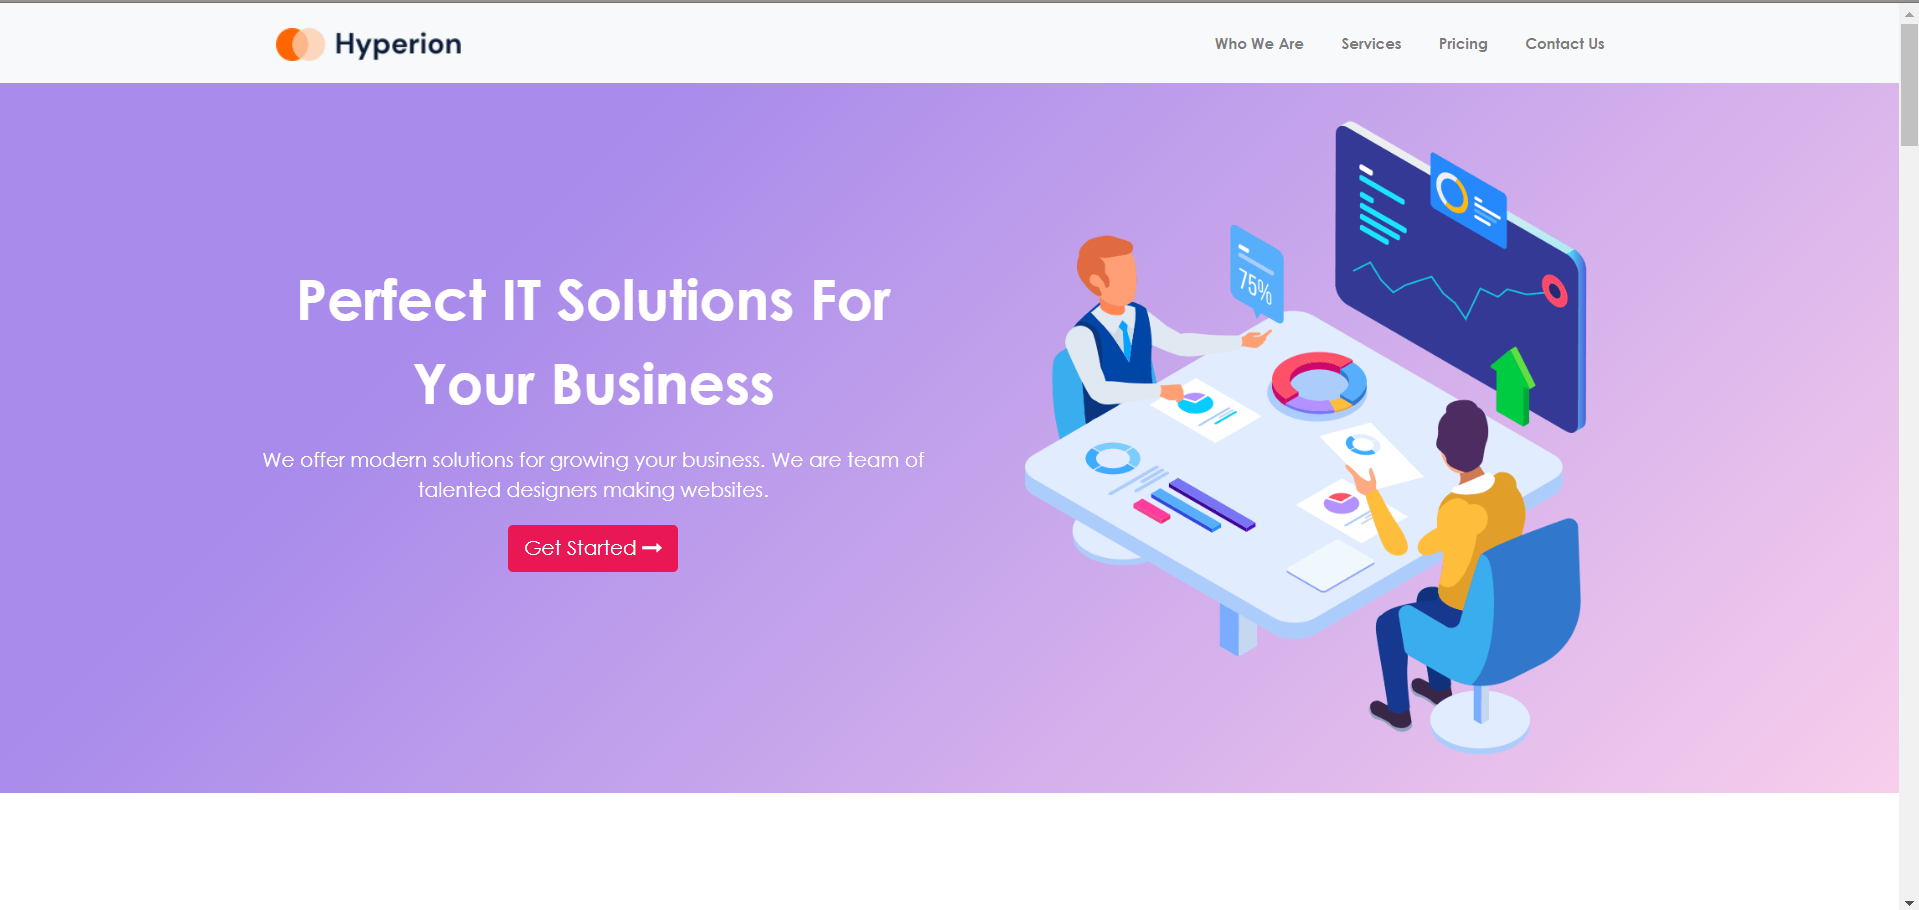 Hyperion
Who We Are Services Pricing Contact Us
75%
Perfect IT Solutions For
Your Business
We offer modern solutions for growing your business. We are team of
talented designers making websites.
Get Started